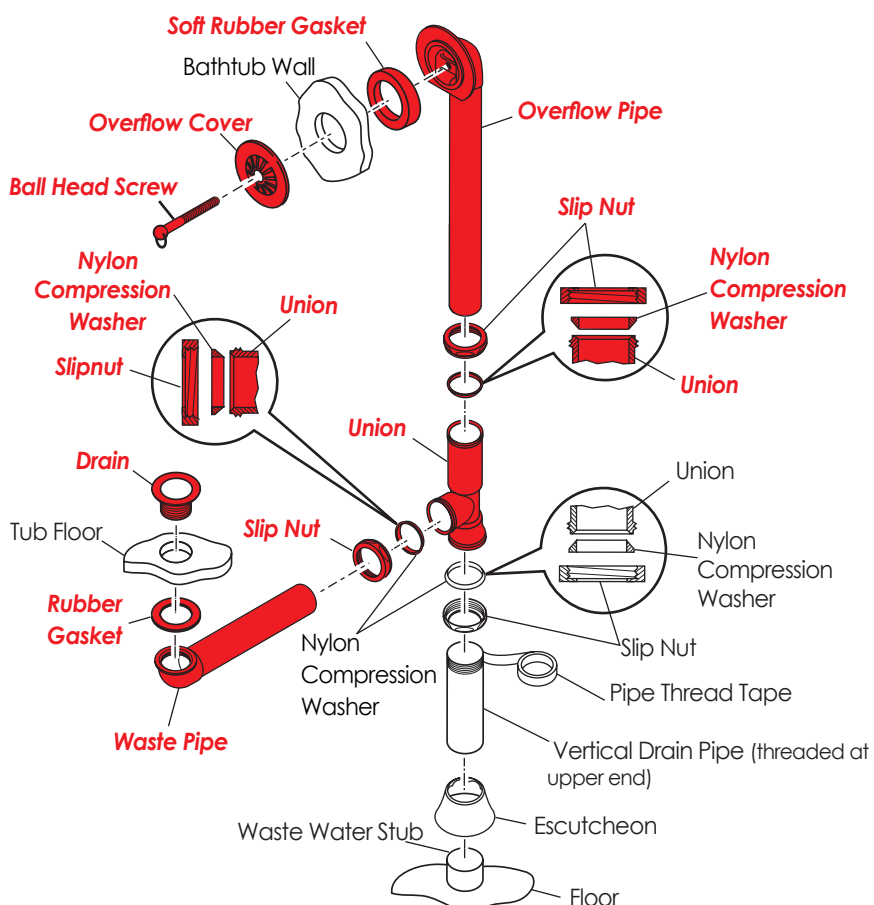 Soft Rubber Gasket
Bathtub Wall
Overflow Cover
Overflow Pipe
Ball Head Screw
Slip Nut
Nylon
Compression
Washer
Union
Nylon
Compression
Washer
Slipnut
Union
Union
Drain
Union
Tub Floor
Slip Nut
Nylon
Compression
Washer
Rubber
Gasket
Nylon
Compression
Washer
Slip Nut
Pipe Thread Tape
Waste Pipe
Vertical Drain Pipe (threaded at
upper end)
Escutcheon
Waste Water Stub
Floor